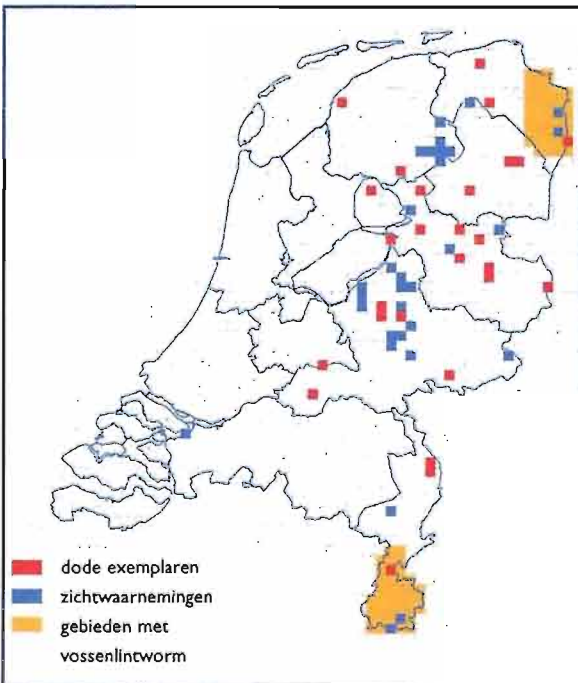 dode exemplaren
zichtwaarnemingen
gebieden met
vossenlintworm